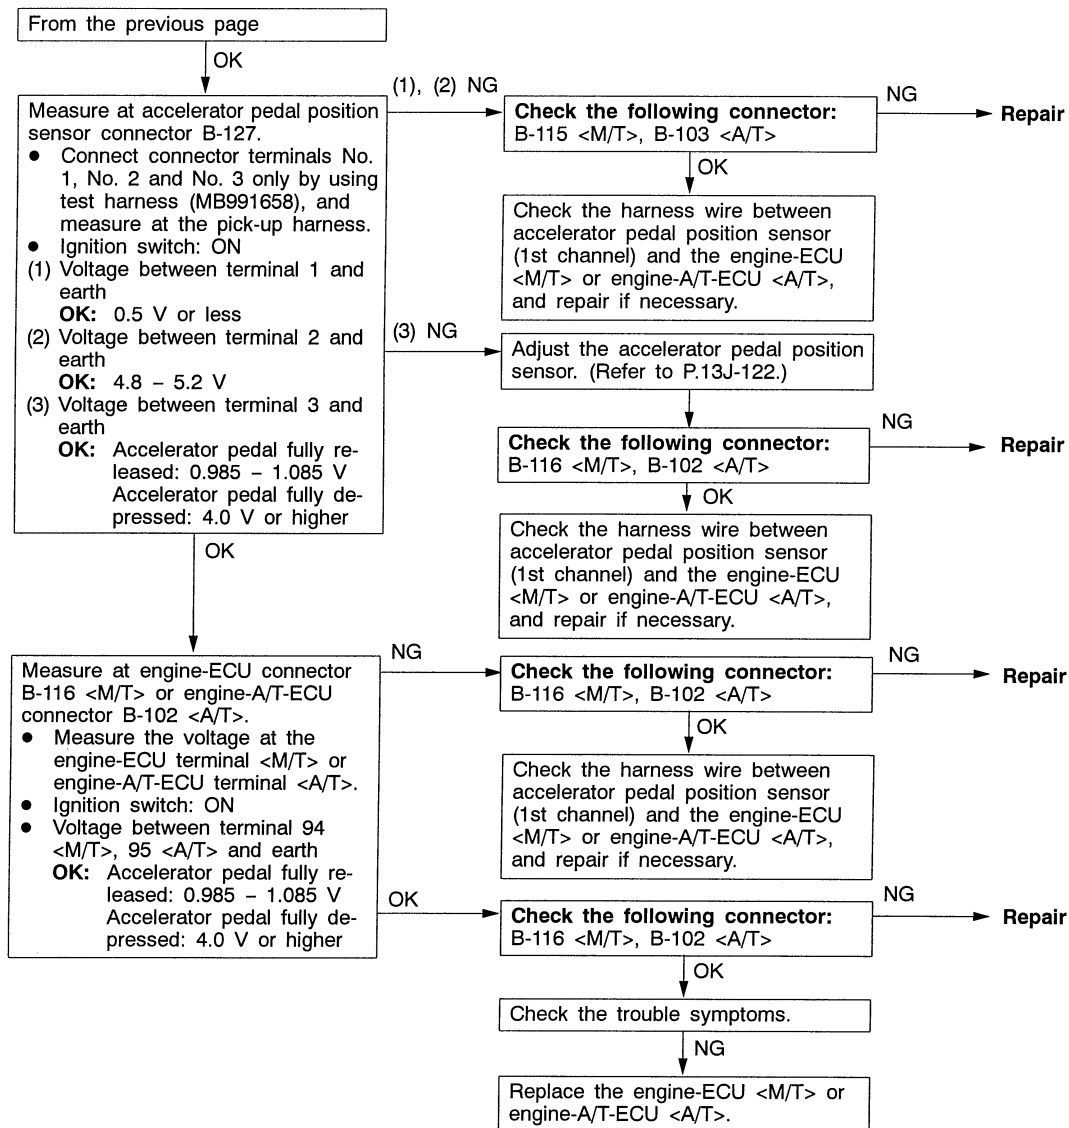 From the previous page
OK
Measure at accelerator pedal position
sensor connector B-127.
● Connect connector terminals No.
1, No. 2 and No. 3 only by using
test harness (MB991658), and
measure at the pick-up harness.
● Ignition switch: ON
(1) Voltage between terminal 1 and
earth
OK: 0.5 V or less
(2) Voltage between terminal 2 and
earth
OK: 4.8 – 5.2 V
(3) Voltage between terminal 3 and
earth
OK: Accelerator pedal fully re-
leased: 0.985 – 1.085 V
Accelerator pedal fully de-
pressed: 4.0 V or higher
(1), (2) NG
Check the following connector:
B-115 <M/T>, B-103 <A/T>
NG
Repair
OK
Check the harness wire between
accelerator pedal position sensor
(1st channel) and the engine-ECU
<M/T> or engine-A/T-ECU <A/T>,
and repair if necessary.
(3) NG
Adjust the accelerator pedal position
sensor. (Refer to P.13J-122.)
Check the following connector:
B-116 <M/T>, B-102 <A/T>
NG
Repair
OK
Check the harness wire between
accelerator pedal position sensor
(1st channel) and the engine-ECU
<M/T> or engine-A/T-ECU <A/T>,
and repair if necessary.
OK
Measure at engine-ECU connector
B-116 <M/T> or engine-A/T-ECU
connector B-102 <A/T>.
● Measure the voltage at the
engine-ECU terminal <M/T> or
engine-A/T-ECU terminal <A/T>.
● Ignition switch: ON
● Voltage between terminal 94
<M/T>, 95 <A/T> and earth
OK: Accelerator pedal fully re-
leased: 0.985 – 1.085 V
Accelerator pedal fully de-
pressed: 4.0 V or higher
NG
Check the following connector:
B-116 <M/T>, B-102 <A/T>
NG
Repair
OK
Check the harness wire between
accelerator pedal position sensor
(1st channel) and the engine-ECU
<M/T> or engine-A/T-ECU <A/T>,
and repair if necessary.
OK
Check the following connector:
B-116 <M/T>, B-102 <A/T>
NG
Repair
OK
Check the trouble symptoms.
NG
Replace the engine-ECU <M/T> or
engine-A/T-ECU <A/T>.